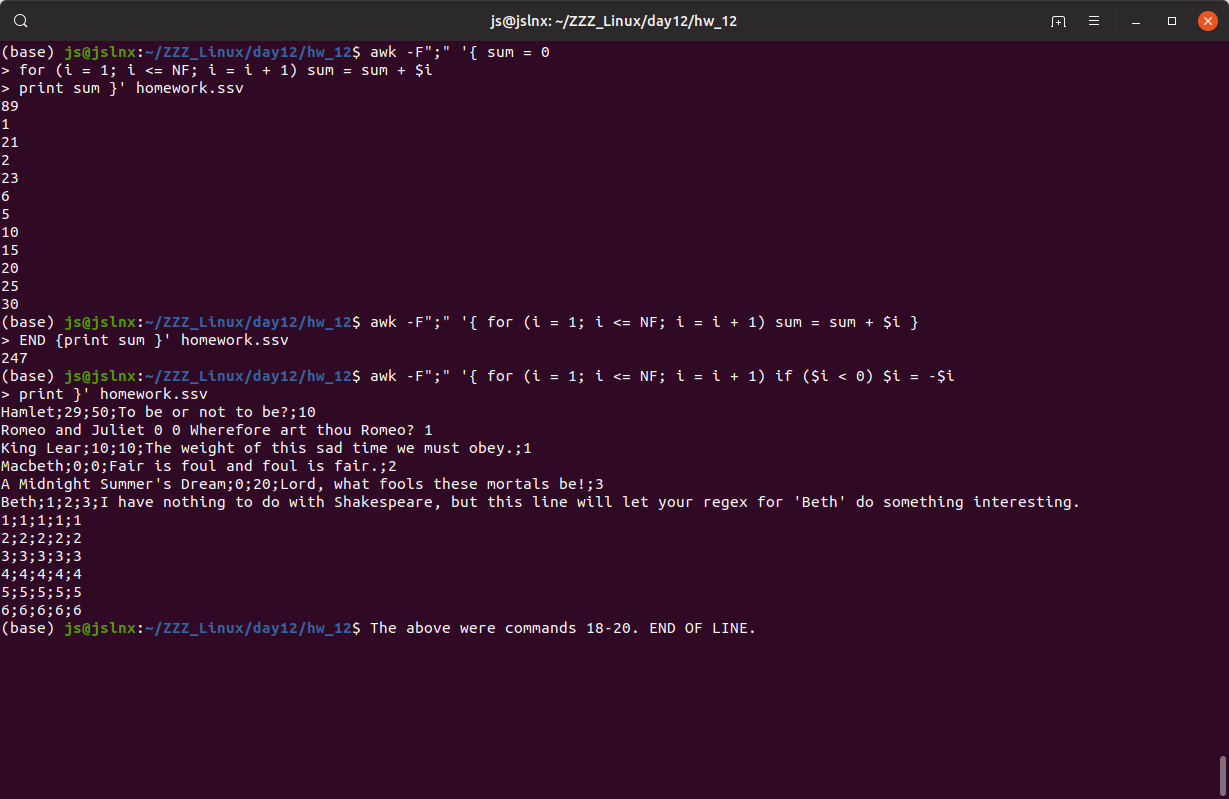 js@jslnx: ~/ZZZ_Linux/day12/hw_12
(base) js@jslnx:~/ZZZ_Linux/day12/hw_12$ awk -F";" '{ sum = 0
> for (i = 1; i <= NF; i = i + 1) sum = sum + $i
> print sum }' homework.ssv
89
1
21
2
23
6
5
10
15
20
25
30
(base) js@jslnx:~/ZZZ_Linux/day12/hw_12$ awk -F";" '{ for (i = 1; i <= NF; i = i + 1) sum = sum + $i }
> END {print sum }' homework.ssv
247
(base) js@jslnx:~/ZZZ_Linux/day12/hw_12$ awk -F";" '{ for (i = 1; i <= NF; i = i + 1) if ($i < 0) $i = -$i
> print }' homework.ssv
Hamlet;29;50;To be or not to be?;10
Romeo and Juliet 0 0 Wherefore art thou Romeo? 1
King Lear;10;10;The weight of this sad time we must obey.;1
Macbeth;0;0;Fair is foul and foul is fair.;2
A Midnight Summer's Dream;0;20;Lord, what fools these mortals be!;3
Beth;1;2;3;I have nothing to do with Shakespeare, but this line will let your regex for 'Beth' do something interesting.
1;1;1;1;1
2;2;2;2;2
3;3;3;3;3
4;4;4;4;4
5;5;5;5;5
6;6;6;6;6
(base) js@jslnx:~/ZZZ_Linux/day12/hw_12$ The above were commands 18-20. END OF LINE.